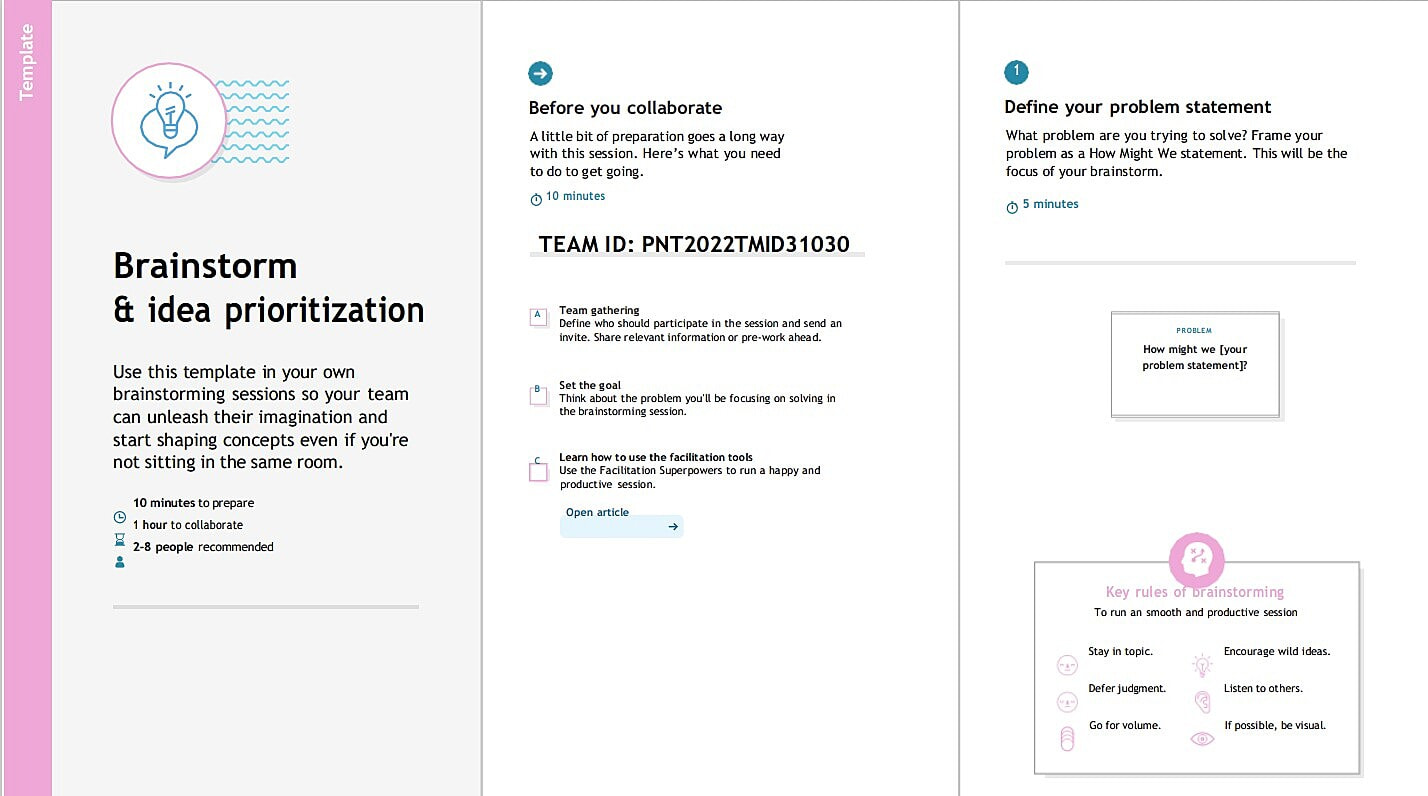 Template
Brainstorm
& idea prioritization
Use this template in your own
brainstorming sessions so your team
can unleash their imagination and
start shaping concepts even if you're
not sitting in the same room.
10 minutes to prepare
1 hour to collaborate
2-8 people recommended
Before you collaborate
A little bit of preparation goes a long way
with this session. Here's what you need
to do to get going.
10 minutes
TEAM ID: PNT2022TMID31030
A
Team gathering
Define who should participate in the session and send an
invite. Share relevant information or pre-work ahead.
B
Set the goal
Think about the problem you'll be focusing on solving in
the brainstorming session.
C
Learn how to use the facilitation tools
Use the Facilitation Superpowers to run a happy and
productive session.
Open article
1
Define your problem statement
What problem are you trying to solve? Frame your
problem as a How Might We statement. This will be the
focus of your brainstorm.
5 minutes
PROBLEM
How might we [your
problem statement]?
Key rules of brainstorming
To run an smooth and productive session
Stay in topic.
Encourage wild ideas.
Defer judgment.
Listen to others.
Go for volume.
If possible, be visual.